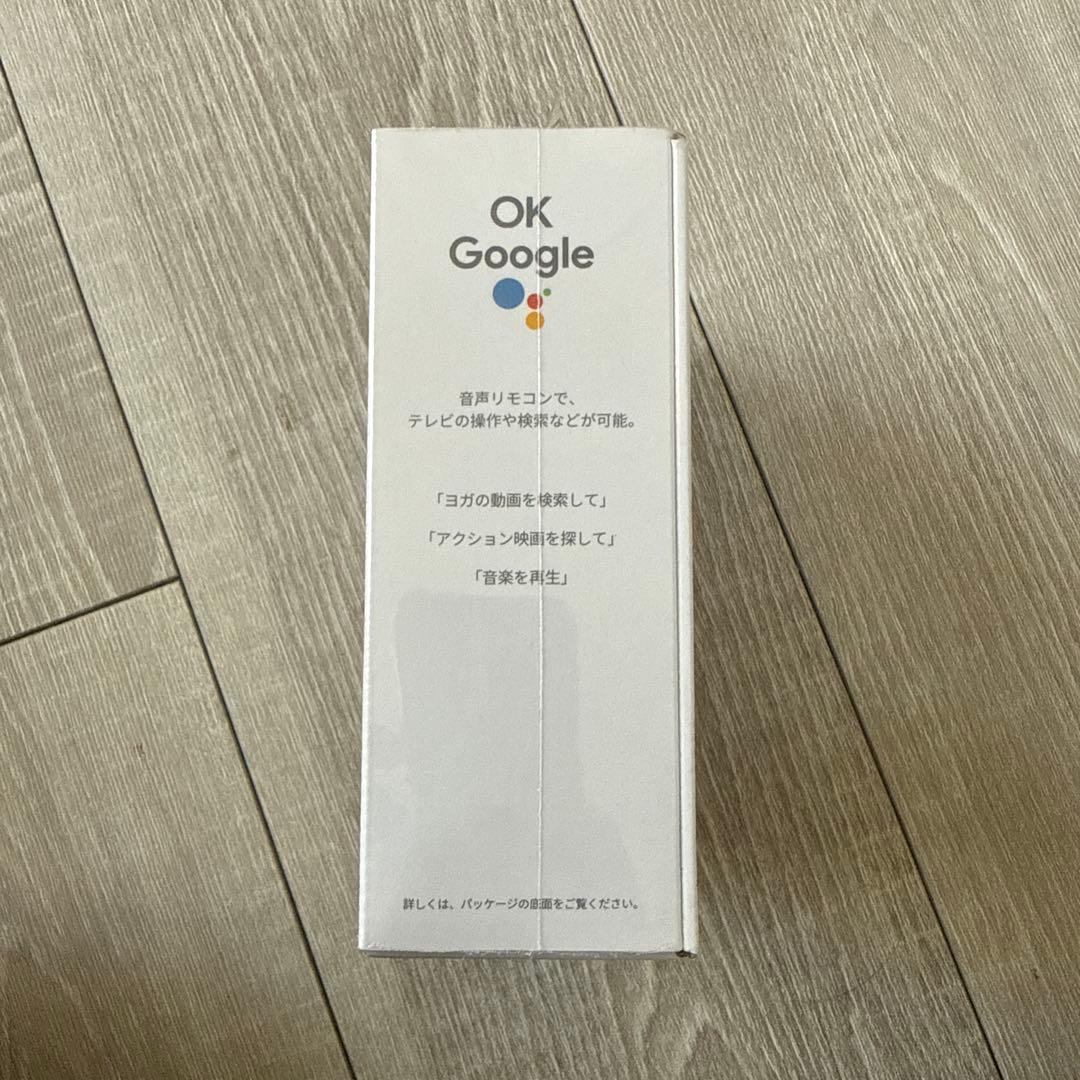 OK
Google
音声リモコンで、
テレビの操作や検索などが可能。
「ヨガの動画を検索して」
「アクション映画を探して」
「音楽を再生」
詳しくは、パッケージの底面をご覧ください。